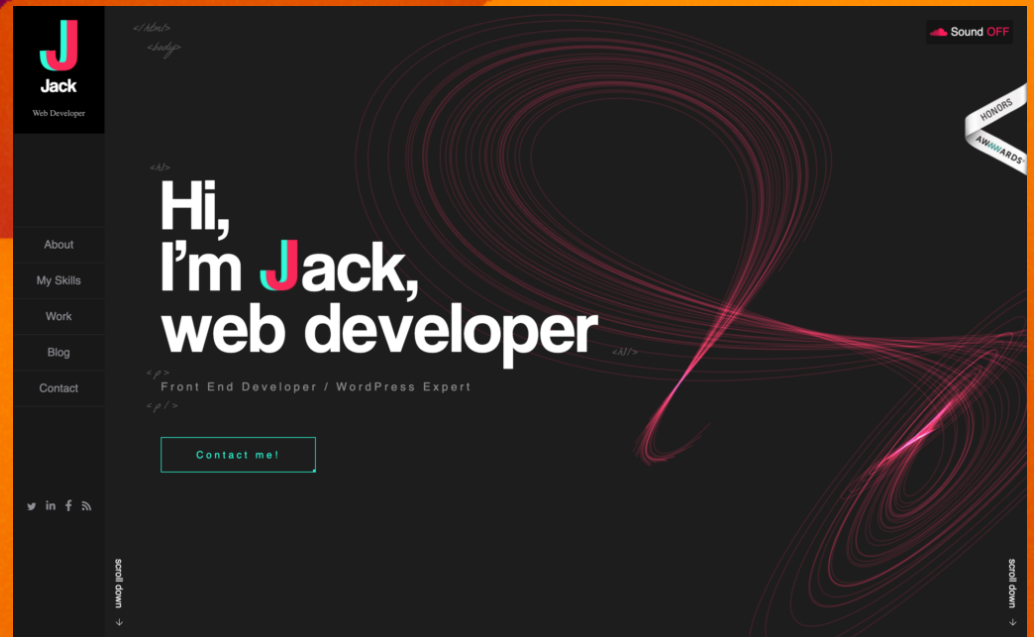 J
Jack
Web Developer
About
My Skills
Work
Blog
Contact
scroll down
</html>
<body>
<h1>
Hi,
I'm Jack,
web developer
<h1/>
<p>
Front End Developer / WordPress Expert
<p/>
Contact me!
Sound OFF
HONORS
AWWWARDS
scroll down